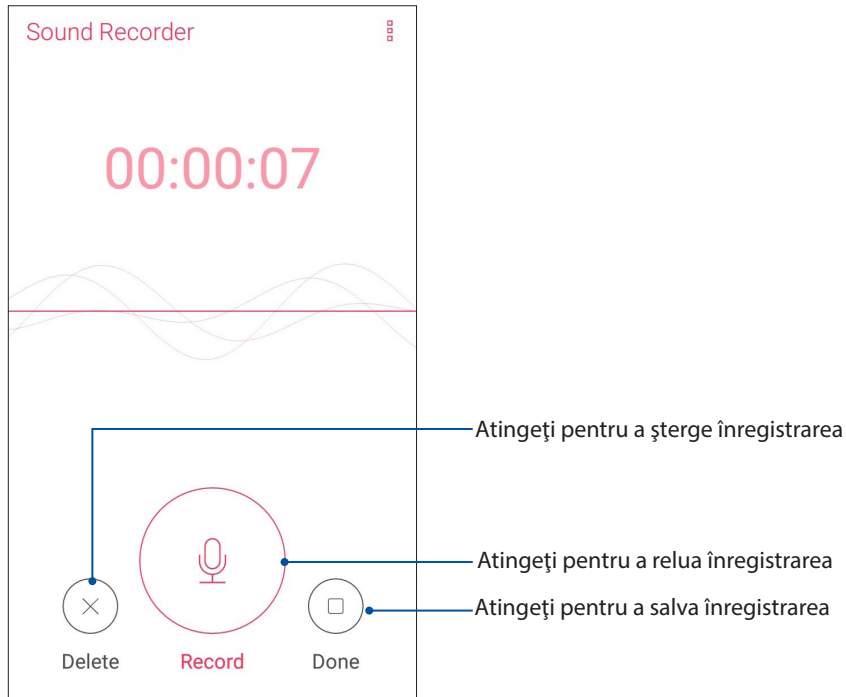 Sound Recorder
00:00:07
Atingeţi pentru a şterge înregistrarea
Atingeţi pentru a relua înregistrarea
Atingeţi pentru a salva înregistrarea
Delete Record Done